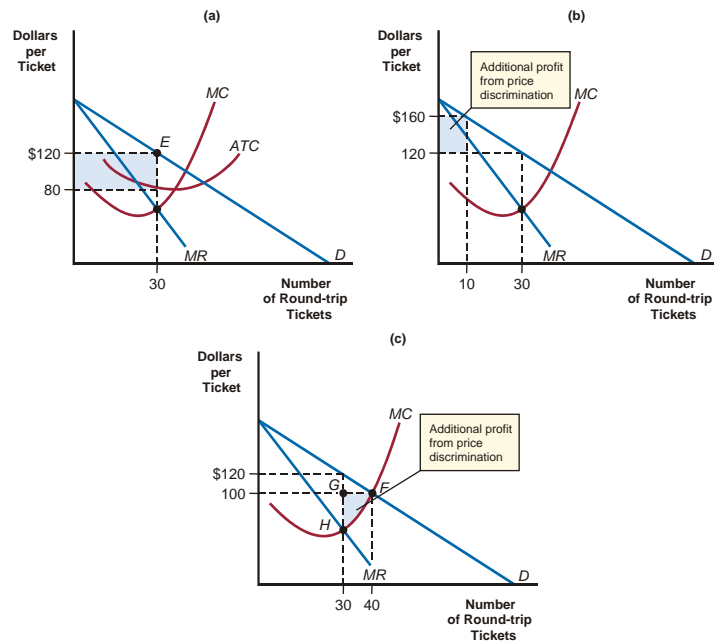 (a)
Dollars
per
Ticket
MC
E
ATC
$120
80
MR
D
30
Number
of Round-trip
Tickets
(b)
Dollars
per
Ticket
Additional profit
from price
discrimination
MC
$160
120
MR
D
10 30
Number
of Round-trip
Tickets
(c)
Dollars
per
Ticket
MC
Additional profit
from price
discrimination
$120
100
G
F
H
MR
D
30 40
Number
of Round-trip
Tickets